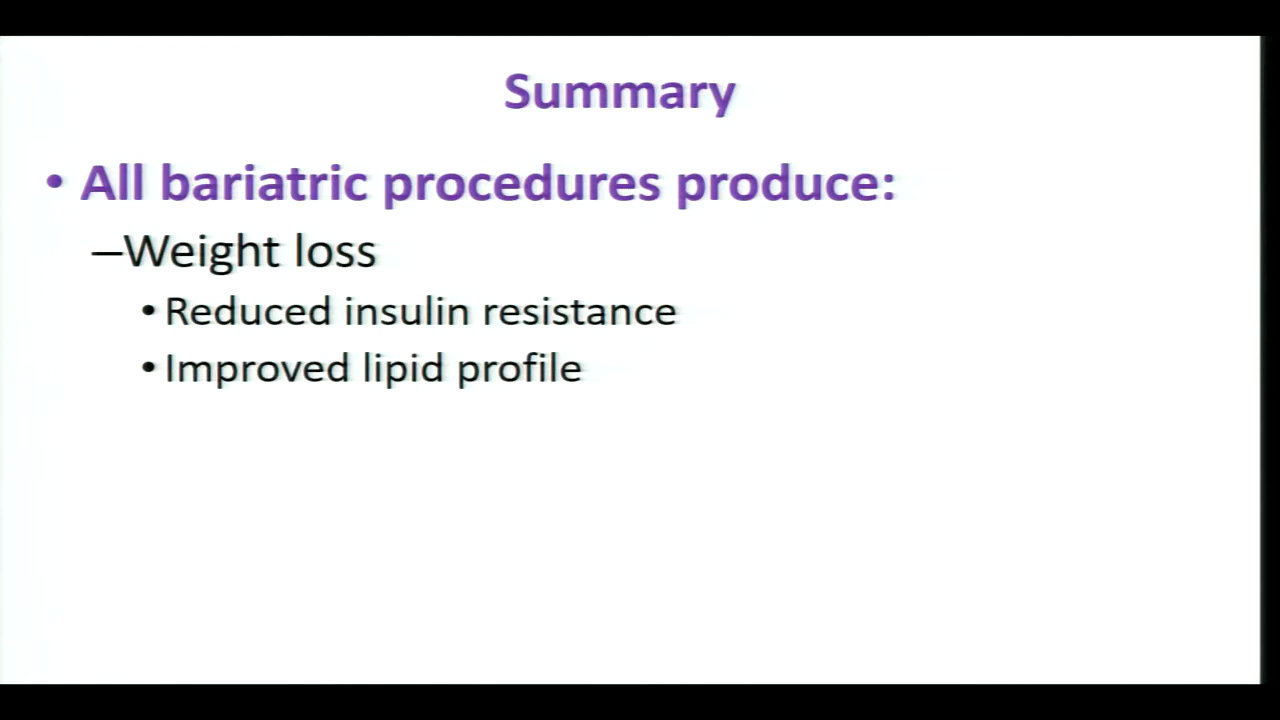 Summary
• All bariatric procedures produce:
–Weight loss
• Reduced insulin resistance
• Improved lipid profile